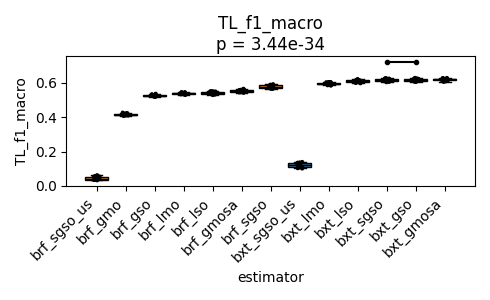 TL_f1_macro
p = 3.44e-34
TL_f1_macro
0.6
0.4
0.2
0.0
brf_sgso_us
brf_gmo
brf_gso
brf_lmo
brf_lso
brf_gmosa
brf_sgso
bxt_sgso_us
bxt_lmo
bxt_lso
bxt_sgso
bxt_gso
bxt_gmosa
estimator